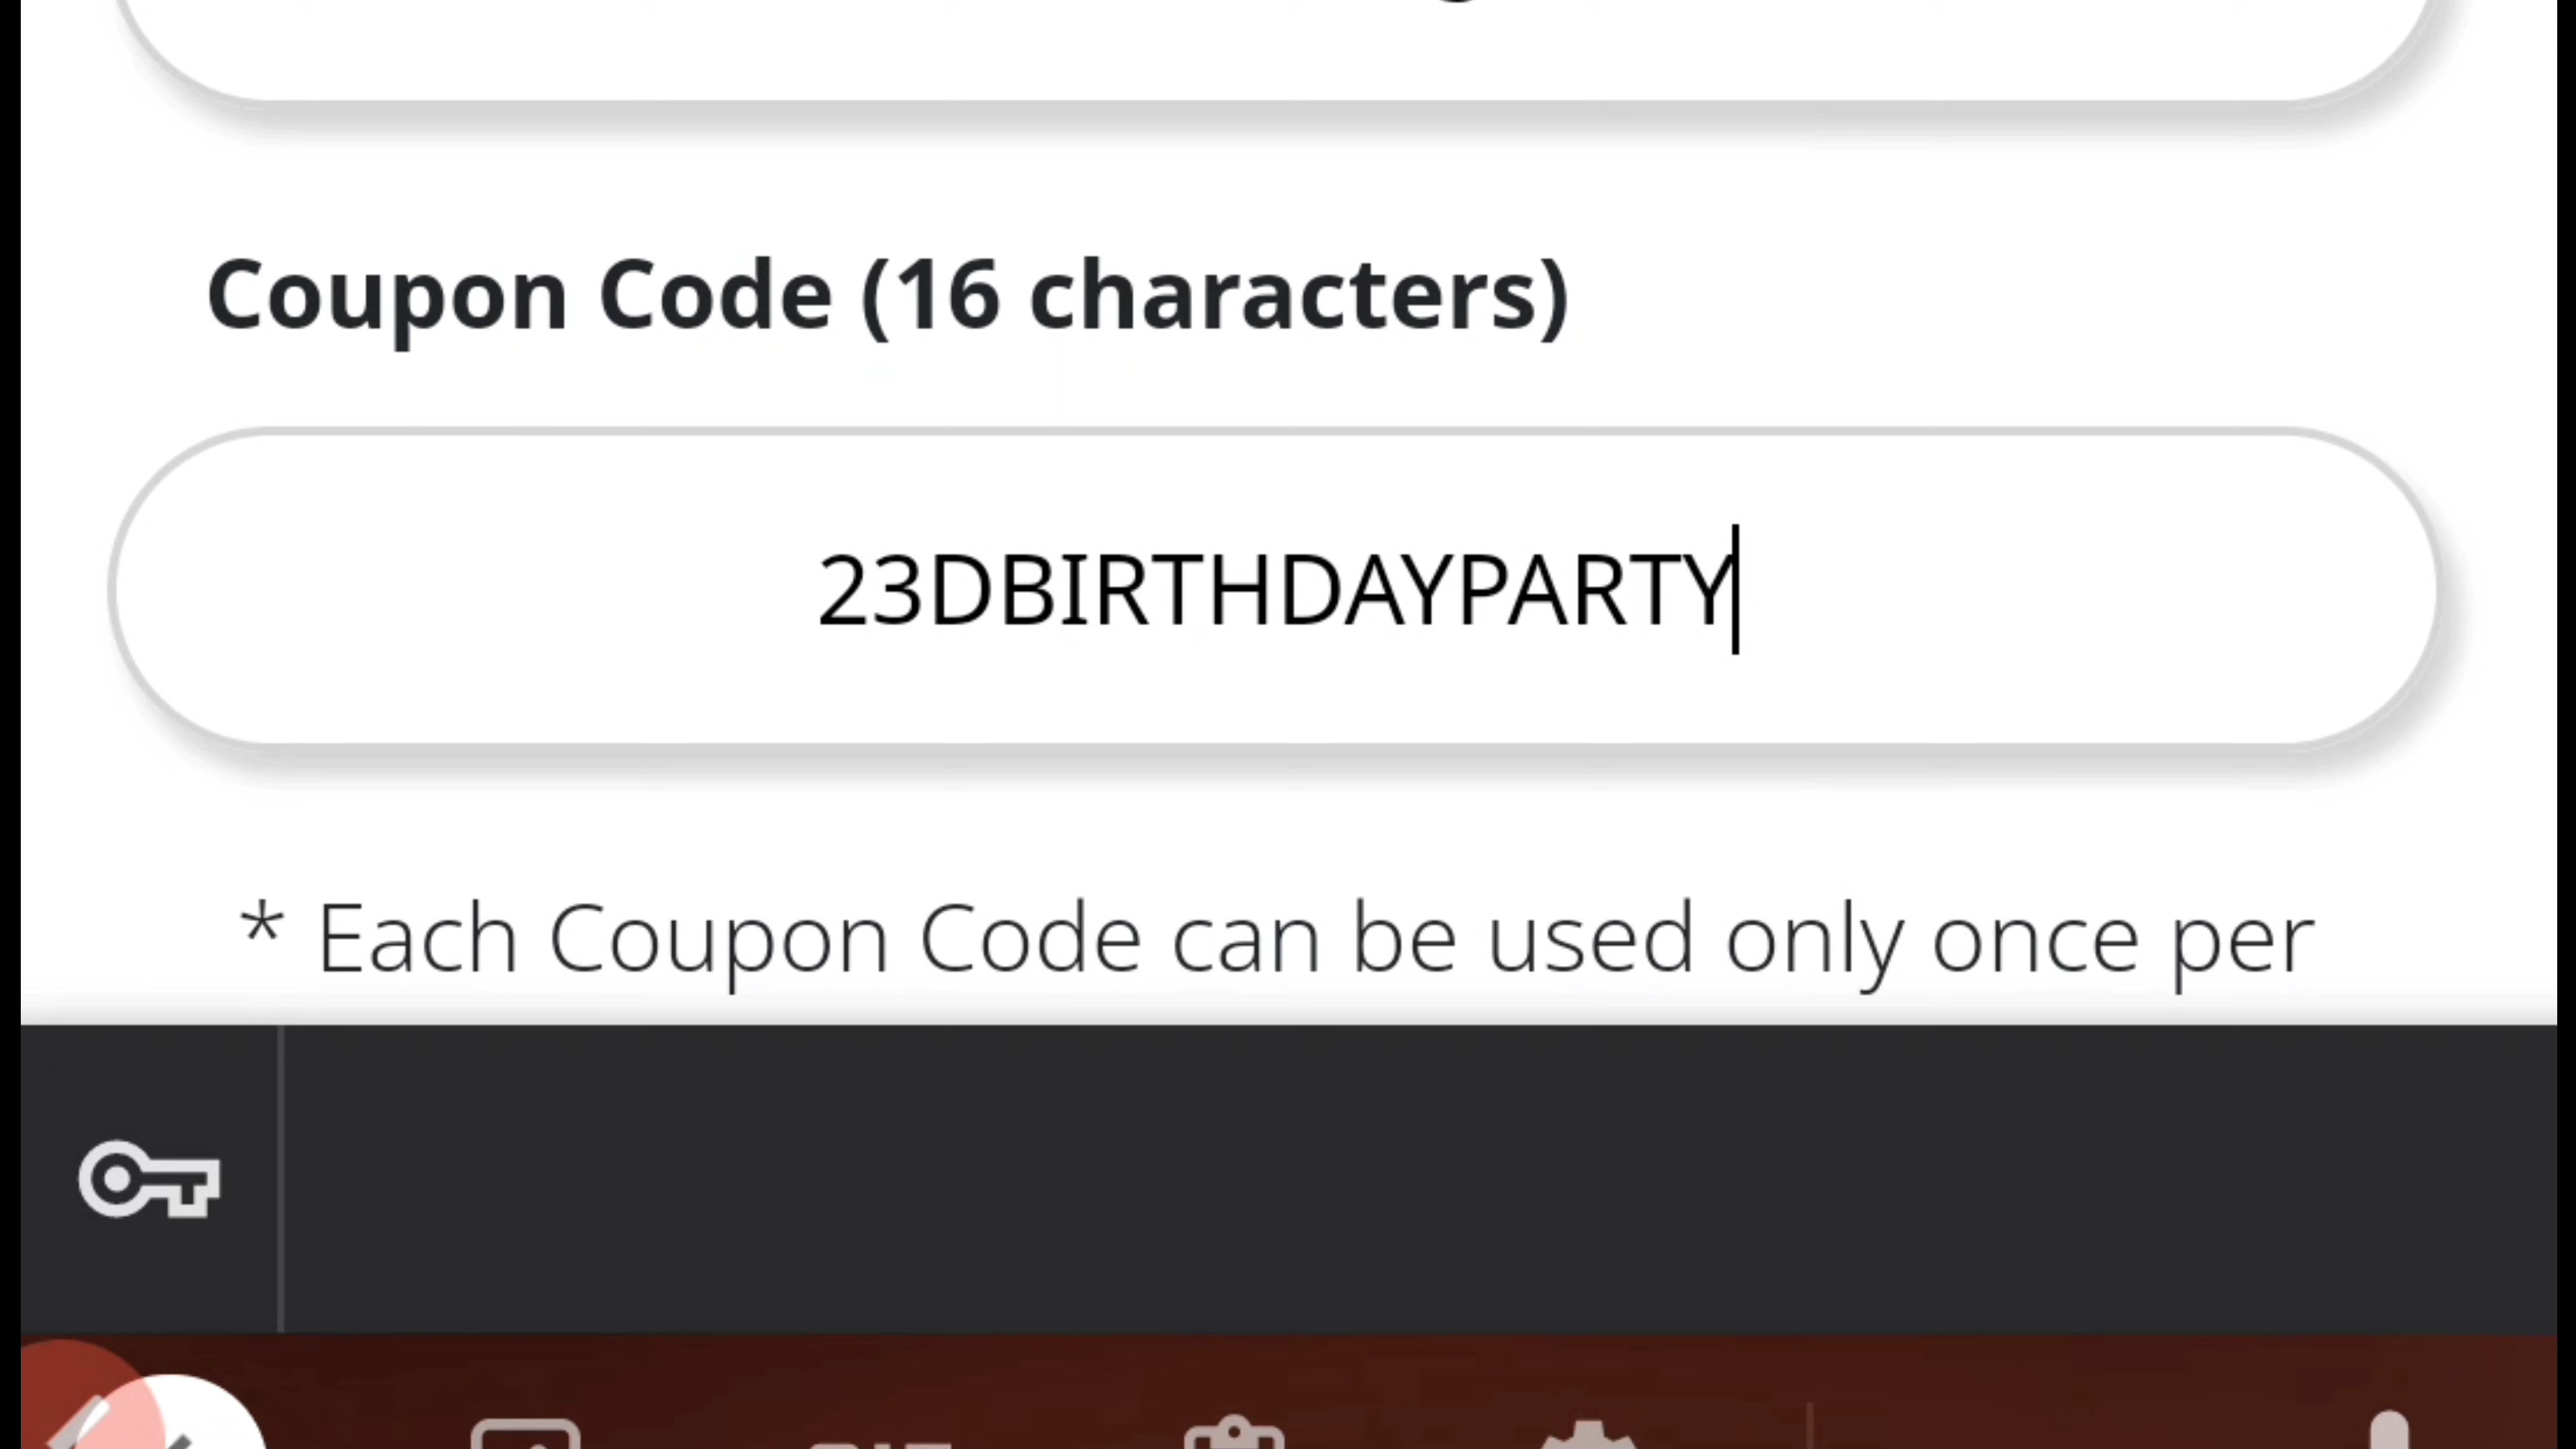 Coupon Code (16 characters)
23DBIRTHDAYPARTY
* Each Coupon Code can be used only once per